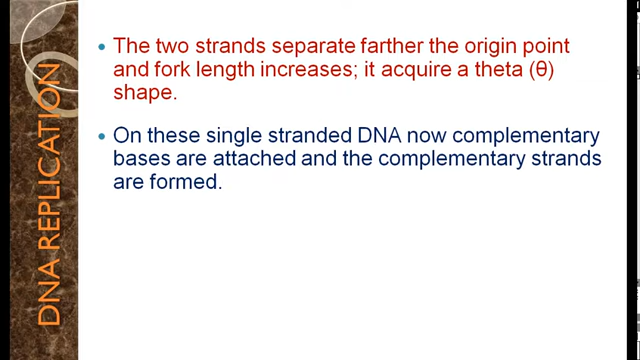 DNA REPLICATION
The two strands separate farther the origin point
and fork length increases; it acquire a theta (θ)
shape.
On these single stranded DNA now complementary
bases are attached and the complementary strands
are formed.